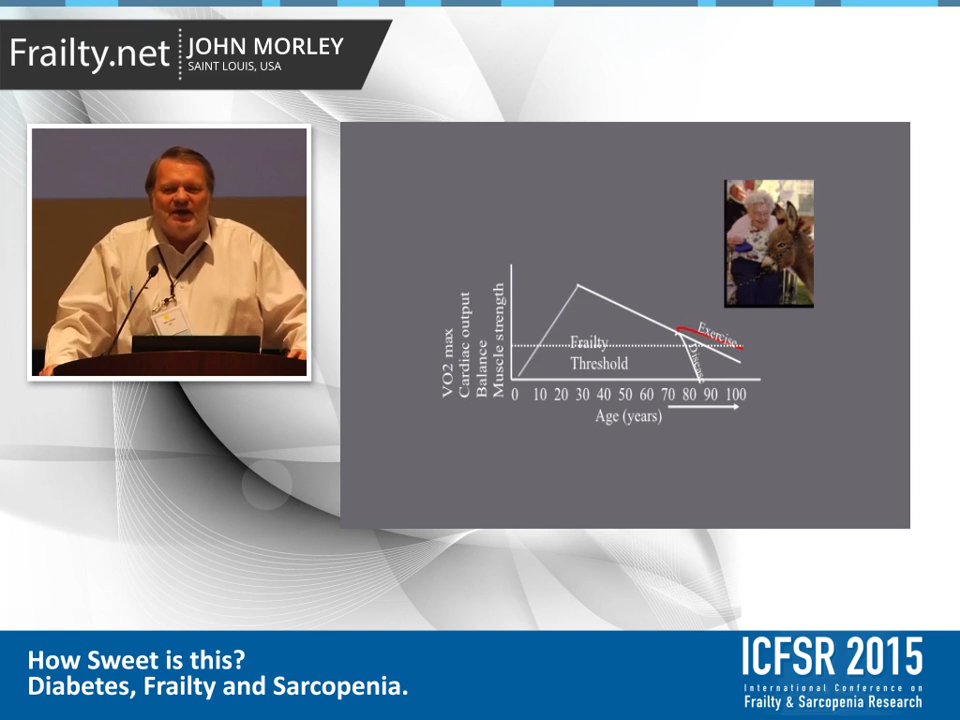 Frailty.net
JOHN MORLEY
SAINT LOUIS, USA
VO2 max
Cardiac output
Balance
Muscle strength
Frailty
Threshold
Exercise
Disease
0 10 20 30 40 50 60 70 80 90 100
Age (years)
How Sweet is this?
Diabetes, Frailty and Sarcopenia.
ICFSR 2015
International Conference on
Frailty & Sarcopenia Research